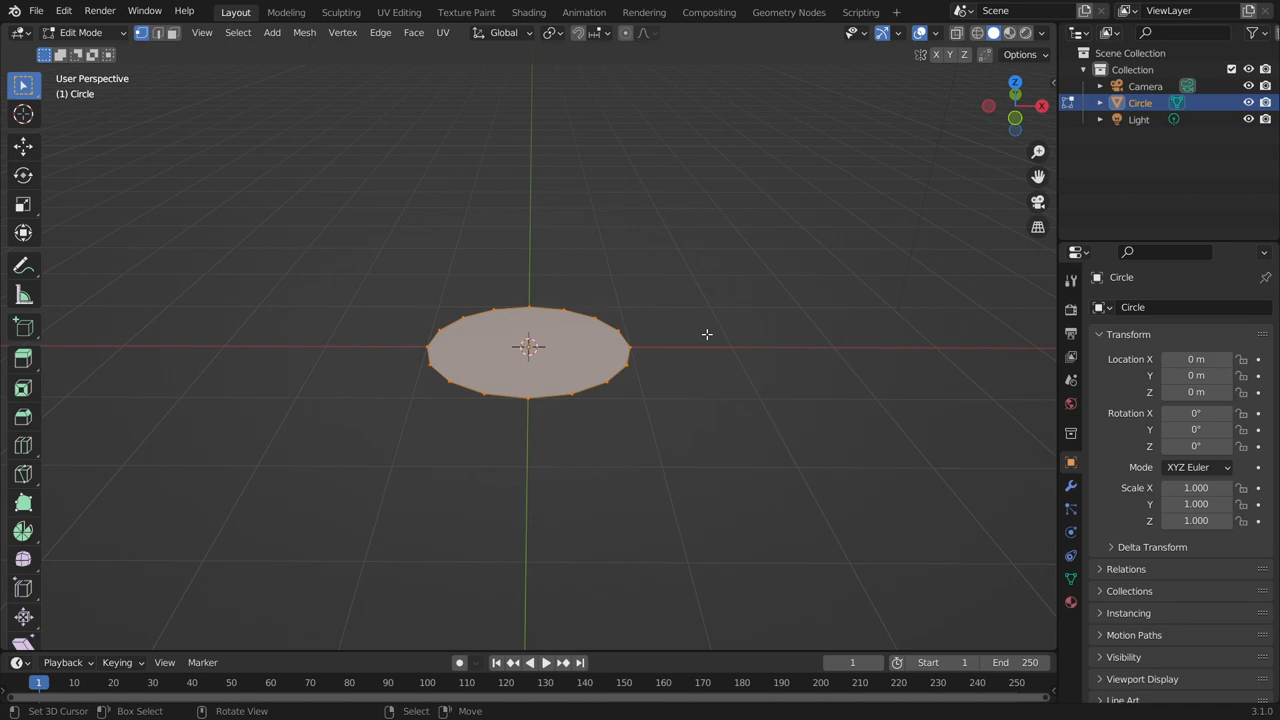 File Edit Render Window Help Layout Modeling Sculpting UV Editing Texture Paint Shading Animation Rendering Compositing Geometry Nodes Scripting Scene ViewLayer
Edit Mode View Select Add Mesh Vertex Edge Face UV Global
X Y Z Options
User Perspective
(1) Circle
Z
Y
X
Scene Collection
Collection
Camera
Circle
Light
Circle
Circle
Transform
Location X 0 m
Y 0 m
Z 0 m
Rotation X 0°
Y 0°
Z 0°
Mode XYZ Euler
Scale X 1.000
Y 1.000
Z 1.000
Delta Transform
Relations
Collections
Instancing
Motion Paths
Visibility
Viewport Display
Line Art
Playback Keying View Marker 1 Start 1 End 250
1 10 20 30 40 50 60 70 80 90 100 110 120 130 140 150 160 170 180 190 200 210 220 230 240 250
Set 3D Cursor Box Select Rotate View Select Move 3.1.0